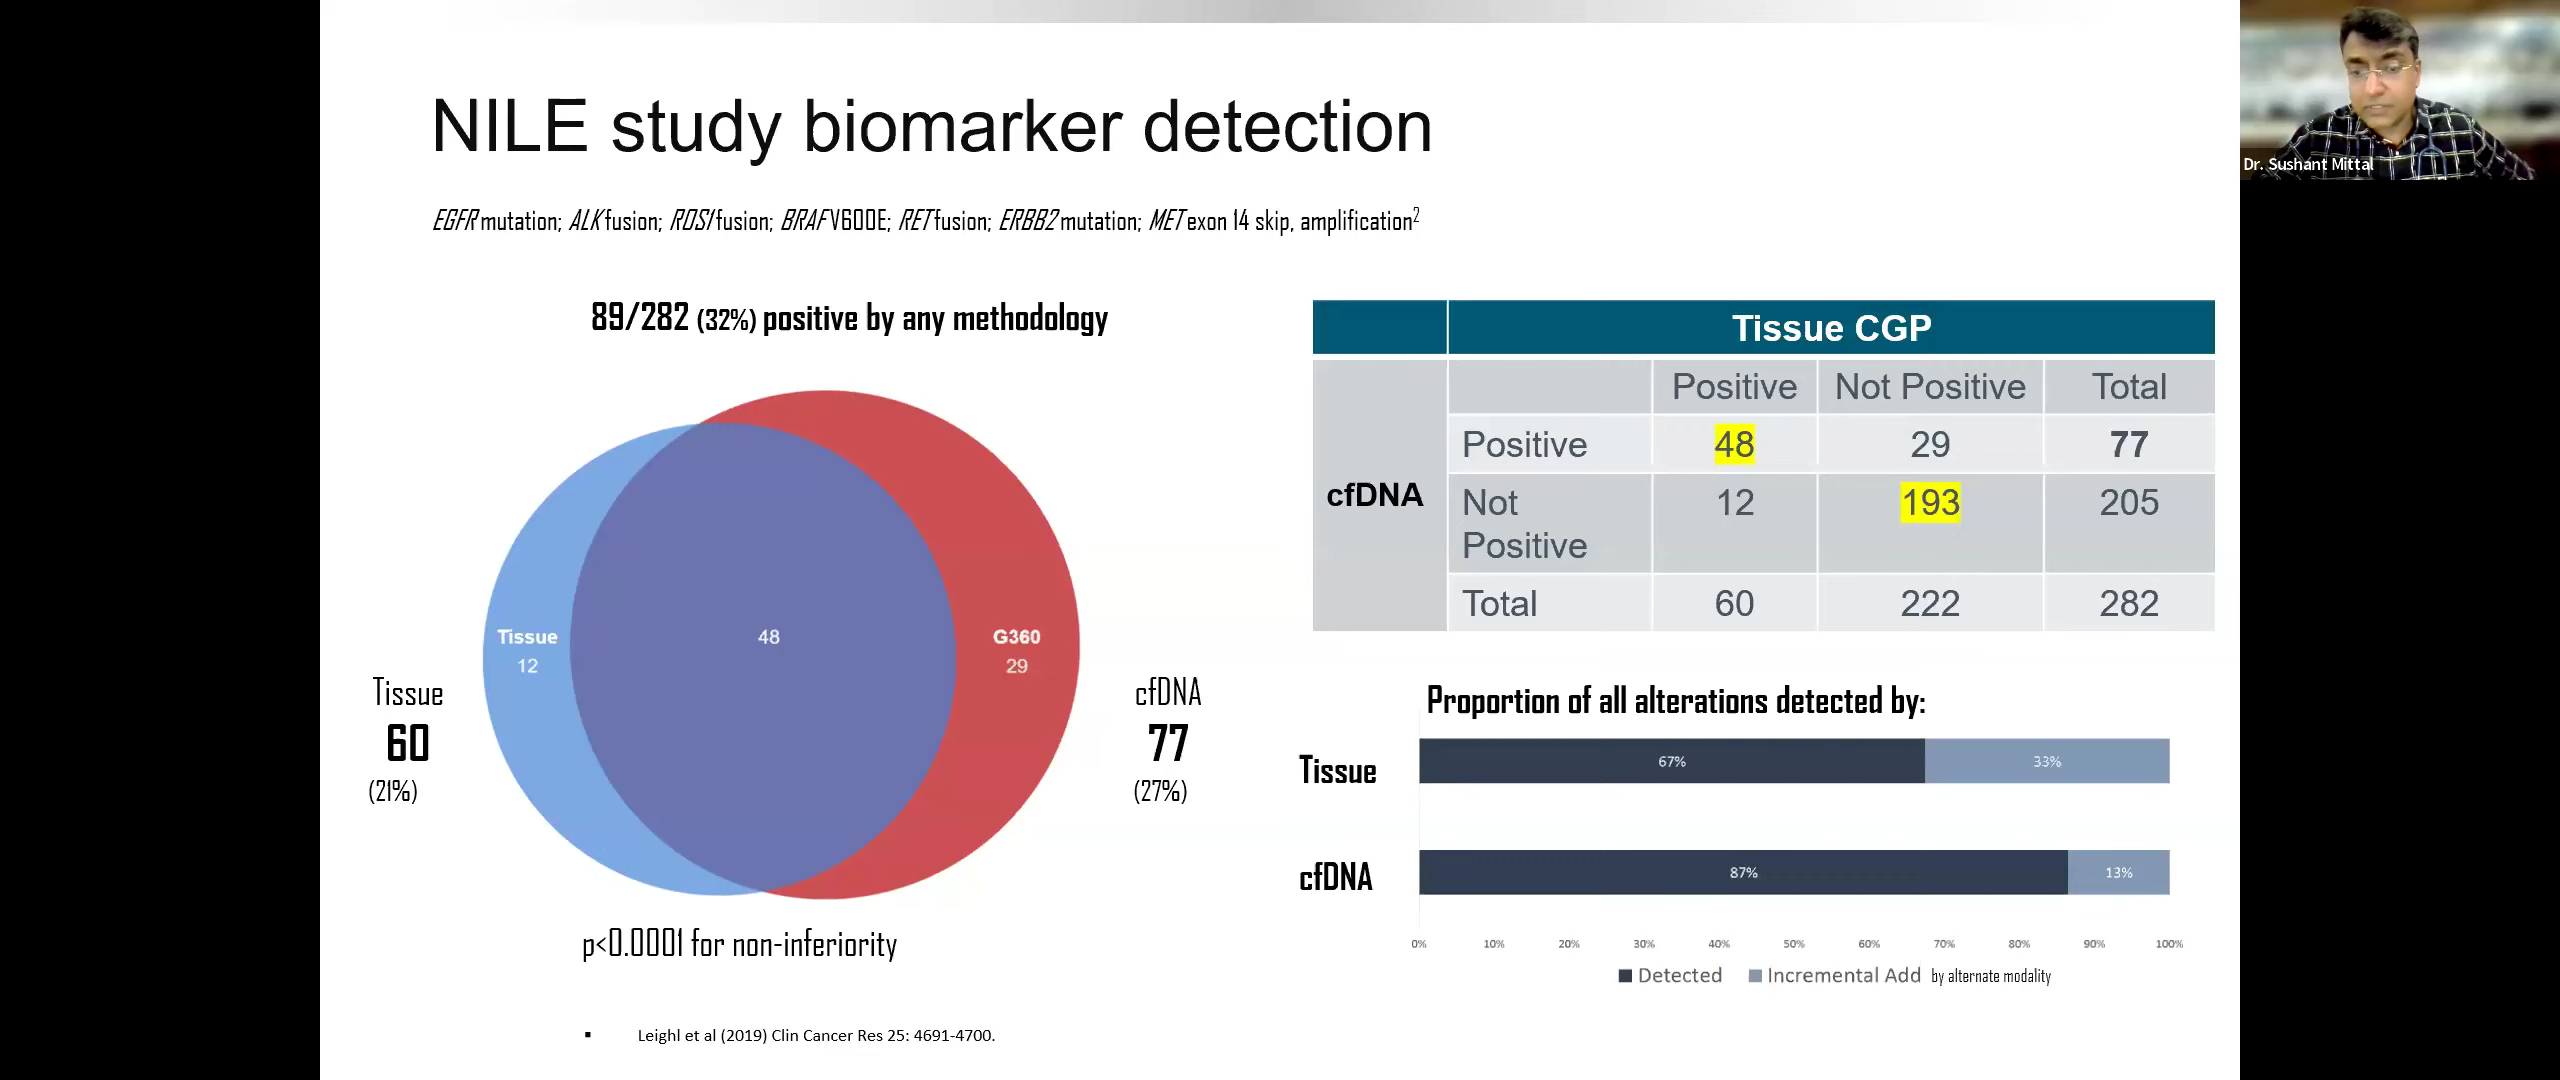 NILE study biomarker detection
Dr. Sushant Mittal
EGFR mutation; ALK fusion; ROS1 fusion; BRAF V600E; RET fusion; ERBB2 mutation; MET exon 14 skip, amplification2
89/282 (32%) positive by any methodology
Tissue
12
48
G360
29
Tissue
60
(21%)
cfDNA
77
(27%)
p<0.0001 for non-inferiority
Tissue CGP
Positive Not Positive Total
cfDNA
Positive 48 29 77
Not Positive 12 193 205
Total 60 222 282
Proportion of all alterations detected by:
Tissue 67% 33%
cfDNA 87% 13%
0% 10% 20% 30% 40% 50% 60% 70% 80% 90% 100%
Detected Incremental Add by alternate modality
Leighl et al (2019) Clin Cancer Res 25: 4691-4700.